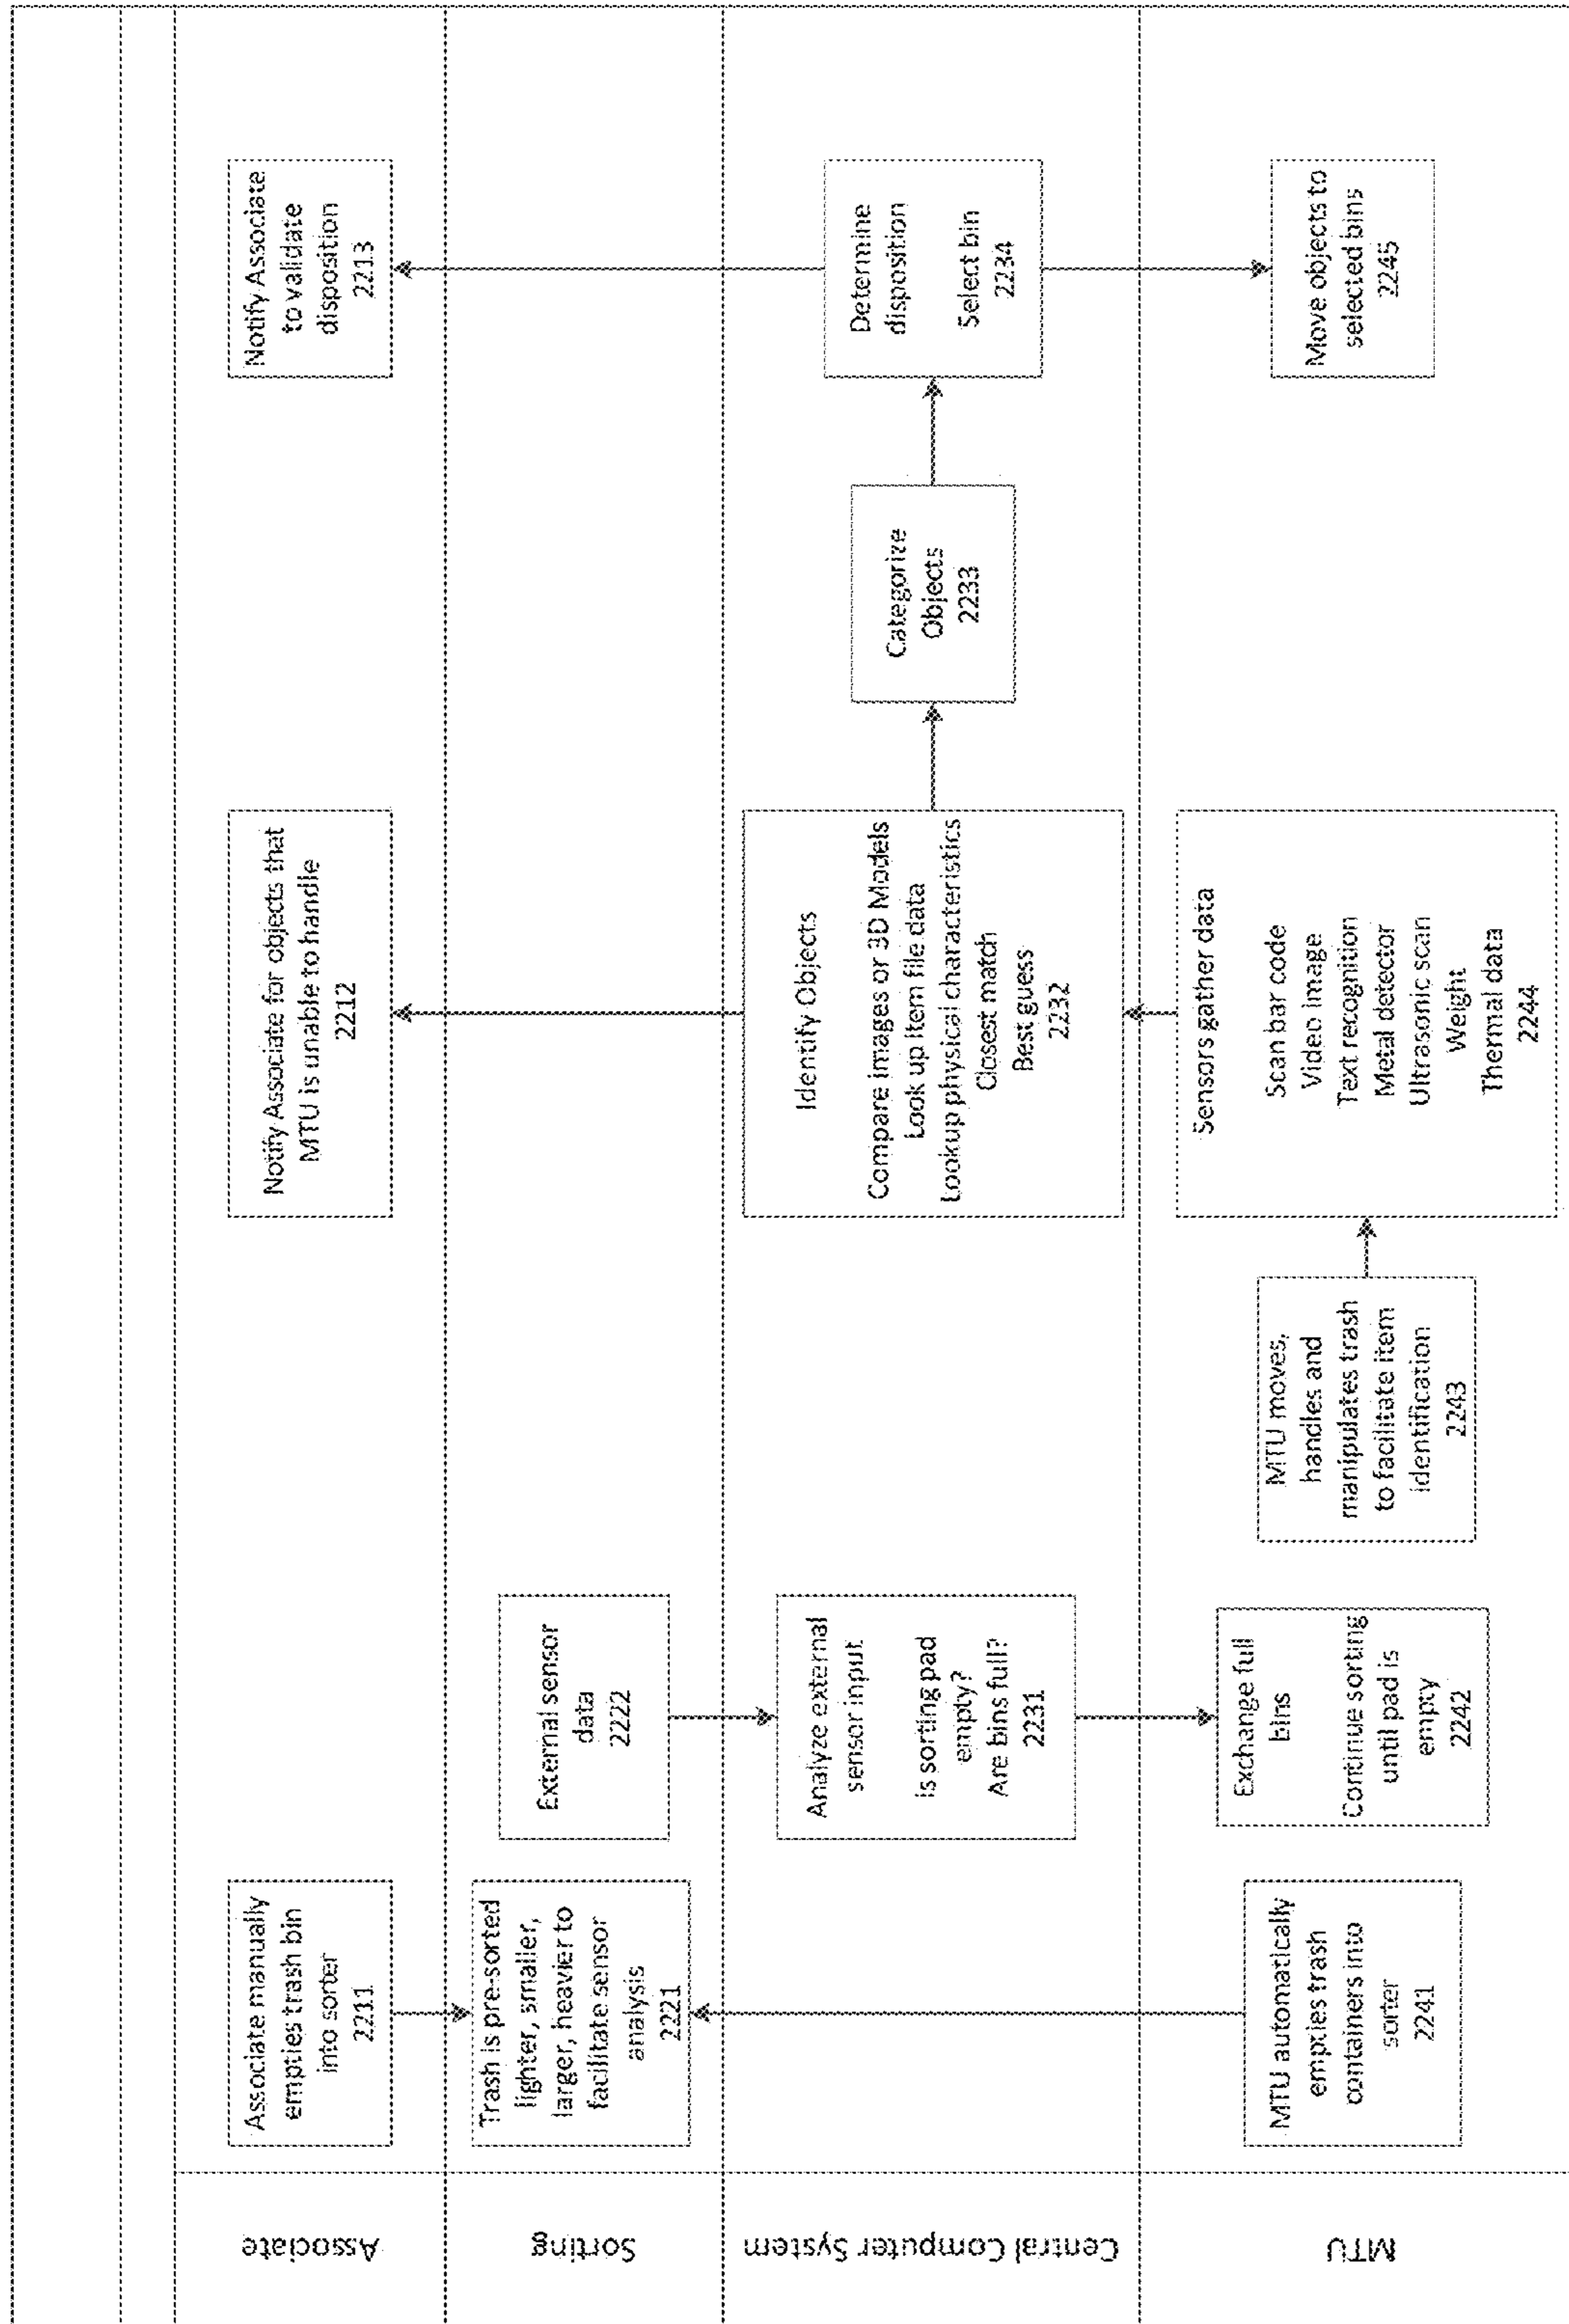 Associate
Associate manually
empties trash bin
into sorter
2211
Notify Associate for objects that
MTU is unable to handle
2212
Notify Associate
to validate
disposition
2213
Sorting
Trash is pre-sorted
lighter, smaller,
larger, heavier to
facilitate sensor
analysis
2221
External sensor
data
2222
Central Computer System
Analyze external
sensor input
is sorting pad
empty?
Are bins full?
2231
Identify Objects
Compare images or 3D Models
Look up item file data
Lookup physical characteristics
Closest match
Best guess
2232
Categorize
Objects
2233
Determine
disposition
Select bin
2234
MTU
MTU automatically
empties trash
containers into
sorter
2241
Exchange full
bins
Continue sorting
until pad is
empty
2242
MTU moves,
handles and
manipulates trash
to facilitate item
identification
2243
Sensors gather data
Scan bar code
Video image
Text recognition
Metal detector
Ultrasonic scan
Weight
Thermal data
2244
Move objects to
selected bins
2245